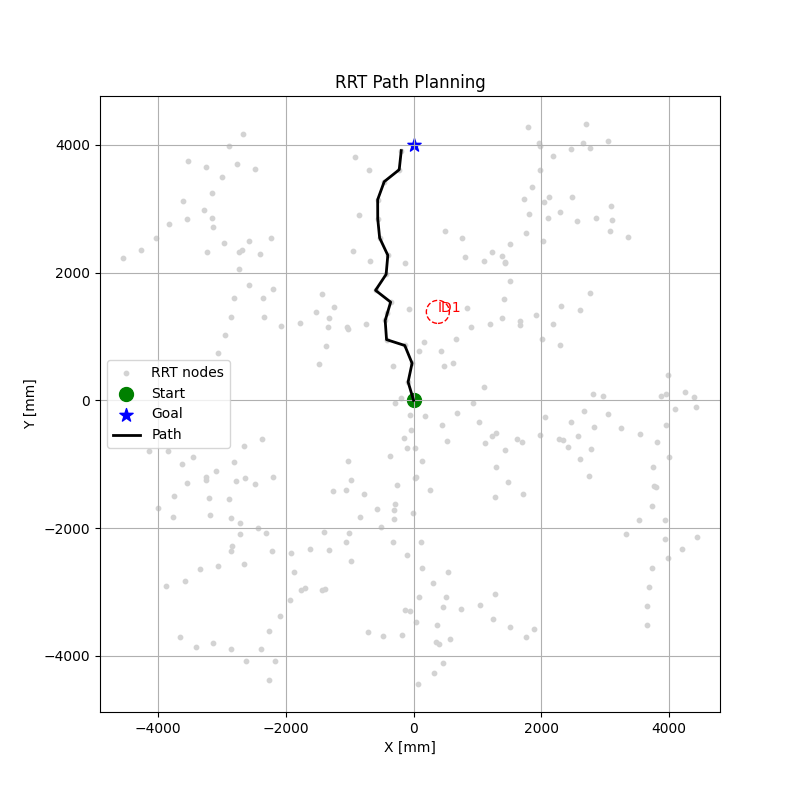 RRT Path Planning
Y [mm]
4000
2000
0
−2000
−4000
ID1
RRT nodes
Start
Goal
Path
−4000
−2000
0
2000
4000
X [mm]